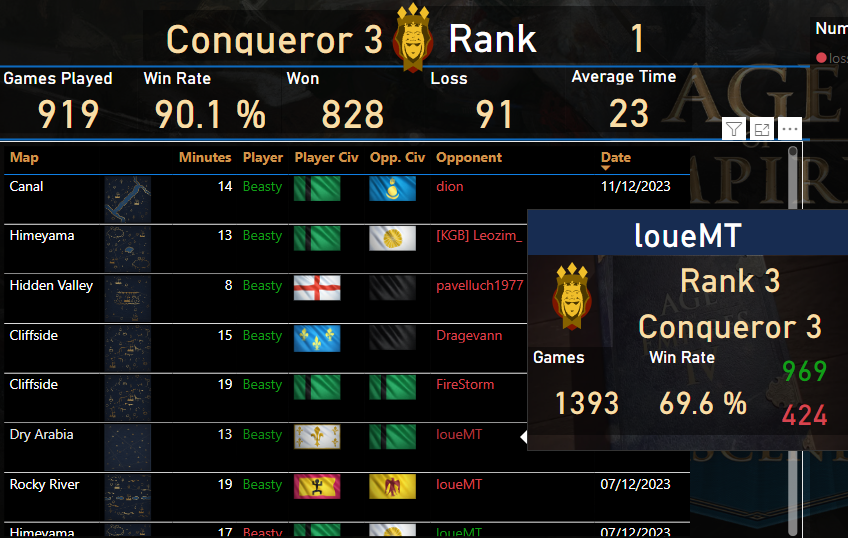 Conqueror 3 Rank 1
Num
loss
Games Played Win Rate Won Loss Average Time
919 90.1 % 828 91 23
Map Minutes Player Player Civ Opp. Civ Opponent Date
Canal 14 Beasty dion 11/12/2023
Himeyama 13 Beasty [KGB] Leozim_
Hidden Valley 8 Beasty pavelluch1977
Cliffside 15 Beasty Dragevann
Cliffside 19 Beasty FireStorm
Dry Arabia 13 Beasty loueMT
Rocky River 19 Beasty loueMT 07/12/2023
Himeyama 17 Beasty loueMT 07/12/2023
loueMT
Rank 3
Conqueror 3
Games Win Rate 969
1393 69.6 % 424
AGE
OF